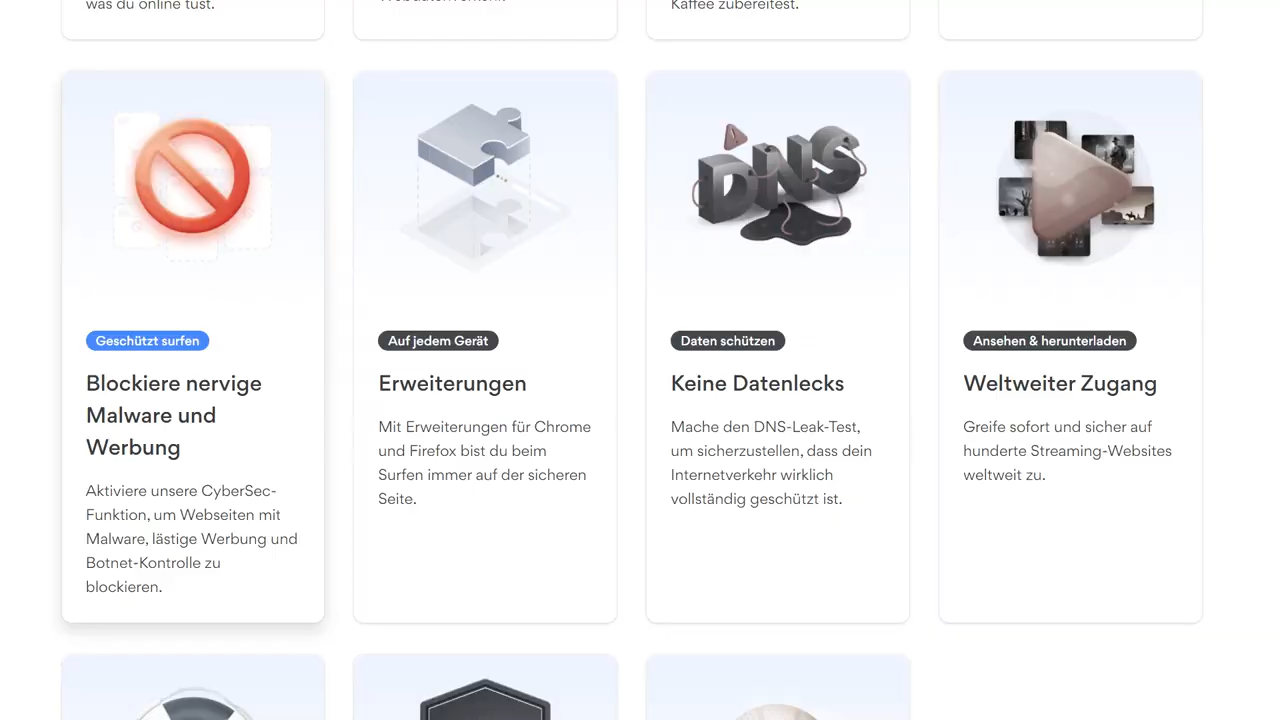 was du online tust.
Kaffee zubereitest.
DNS
Geschützt surfen
Blockiere nervige
Malware und
Werbung
Aktiviere unsere CyberSec-
Funktion, um Webseiten mit
Malware, lästige Werbung und
Botnet-Kontrolle zu
blockieren.
Auf jedem Gerät
Erweiterungen
Mit Erweiterungen für Chrome
und Firefox bist du beim
Surfen immer auf der sicheren
Seite.
Daten schützen
Keine Datenlecks
Mache den DNS-Leak-Test,
um sicherzustellen, dass dein
Internetverkehr wirklich
vollständig geschützt ist.
Ansehen & herunterladen
Weltweiter Zugang
Greife sofort und sicher auf
hunderte Streaming-Websites
weltweit zu.